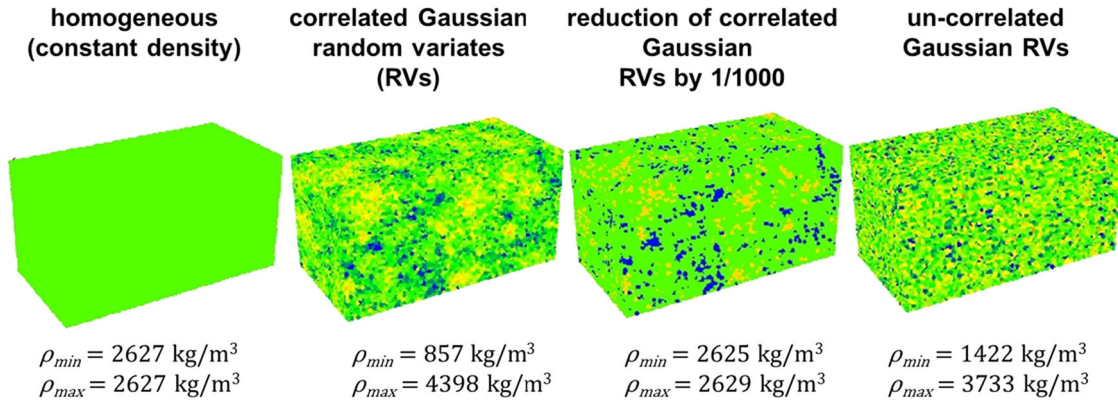 homogeneous
(constant density)
correlated Gaussian
random variates
(RVs)
reduction of correlated
Gaussian
RVs by 1/1000
un-correlated
Gaussian RVs
ρmin = 2627 kg/m³
ρmax = 2627 kg/m³
ρmin = 857 kg/m³
ρmax = 4398 kg/m³
ρmin = 2625 kg/m³
ρmax = 2629 kg/m³
ρmin = 1422 kg/m³
ρmax = 3733 kg/m³